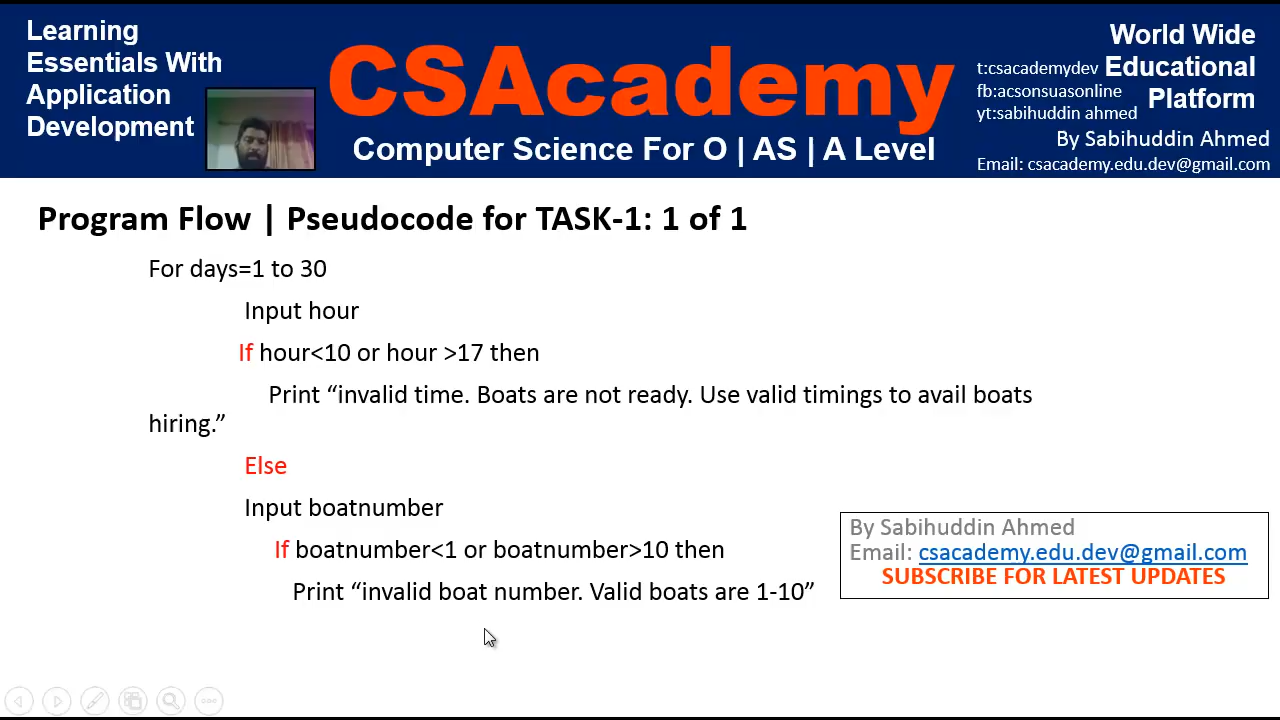 Learning
Essentials With
Application
Development
CSAcademy
Computer Science For O | AS | A Level
World Wide
t:csacademydev Educational
fb:acsonsuasonline
Platform
yt:sabihuddin ahmed
By Sabihuddin Ahmed
Email: csacademy.edu.dev@gmail.com
Program Flow | Pseudocode for TASK-1: 1 of 1
For days=1 to 30
Input hour
If hour<10 or hour >17 then
Print “invalid time. Boats are not ready. Use valid timings to avail boats
hiring.”
Else
Input boatnumber
If boatnumber<1 or boatnumber>10 then
Print “invalid boat number. Valid boats are 1-10”
By Sabihuddin Ahmed
Email: csacademy.edu.dev@gmail.com
SUBSCRIBE FOR LATEST UPDATES